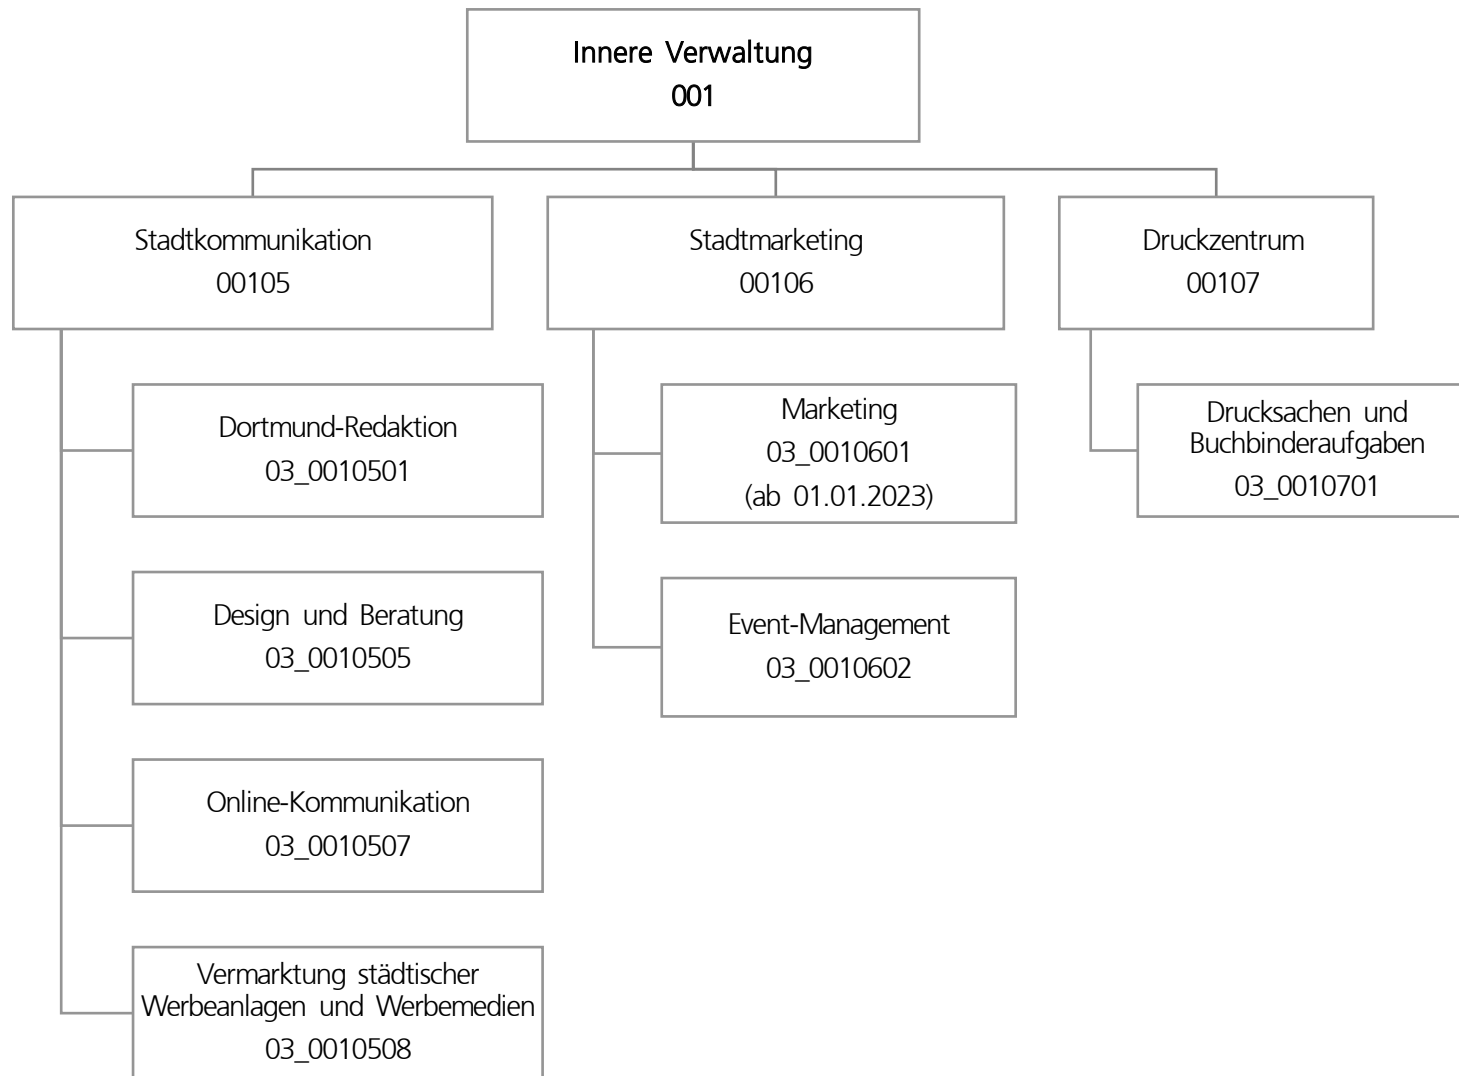 Innere Verwaltung
001
Stadtkommunikation
00105
Stadtmarketing
00106
Druckzentrum
00107
Dortmund-Redaktion
03_0010501
Design und Beratung
03_0010505
Online-Kommunikation
03_0010507
Vermarktung städtischer
Werbeanlagen und Werbemedien
03_0010508
Marketing
03_0010601
(ab 01.01.2023)
Event-Management
03_0010602
Drucksachen und
Buchbinderaufgaben
03_0010701